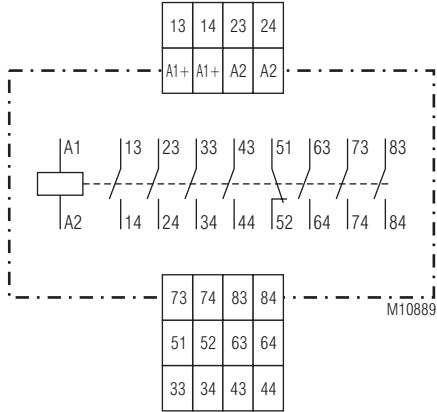 13 14 23 24
A1+ A1+ A2 A2
A1 13 23 33 43 51 63 73 83
A2 14 24 34 44 52 64 74 84
73 74 83 84
M10889
51 52 63 64
33 34 43 44